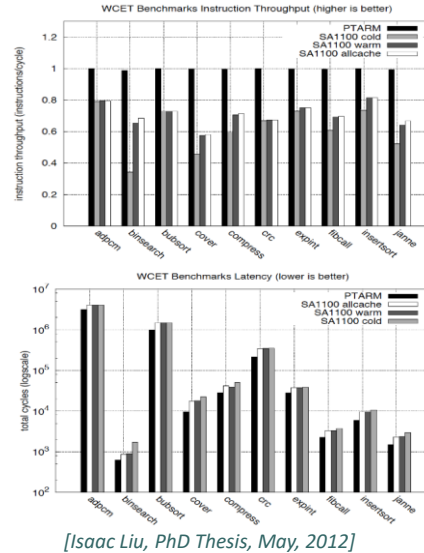 WCET Benchmarks Instruction Throughput (higher is better)
PTARM
SA1100 cold
SA1100 warm
SA1100 allcache
instruction throughput (instructions/cycle)
1.2
1
0.8
0.6
0.4
0.2
0
adpcm
binsearch
bubsort
cover
compress
crc
expint
fibcall
insertsort
janne
WCET Benchmarks Latency (lower is better)
PTARM
SA1100 allcache
SA1100 warm
SA1100 cold
total cycles (logscale)
10⁷
10⁶
10⁵
10⁴
10³
10²
adpcm
binsearch
bubsort
cover
compress
crc
expint
fibcall
insertsort
janne
[Isaac Liu, PhD Thesis, May, 2012]